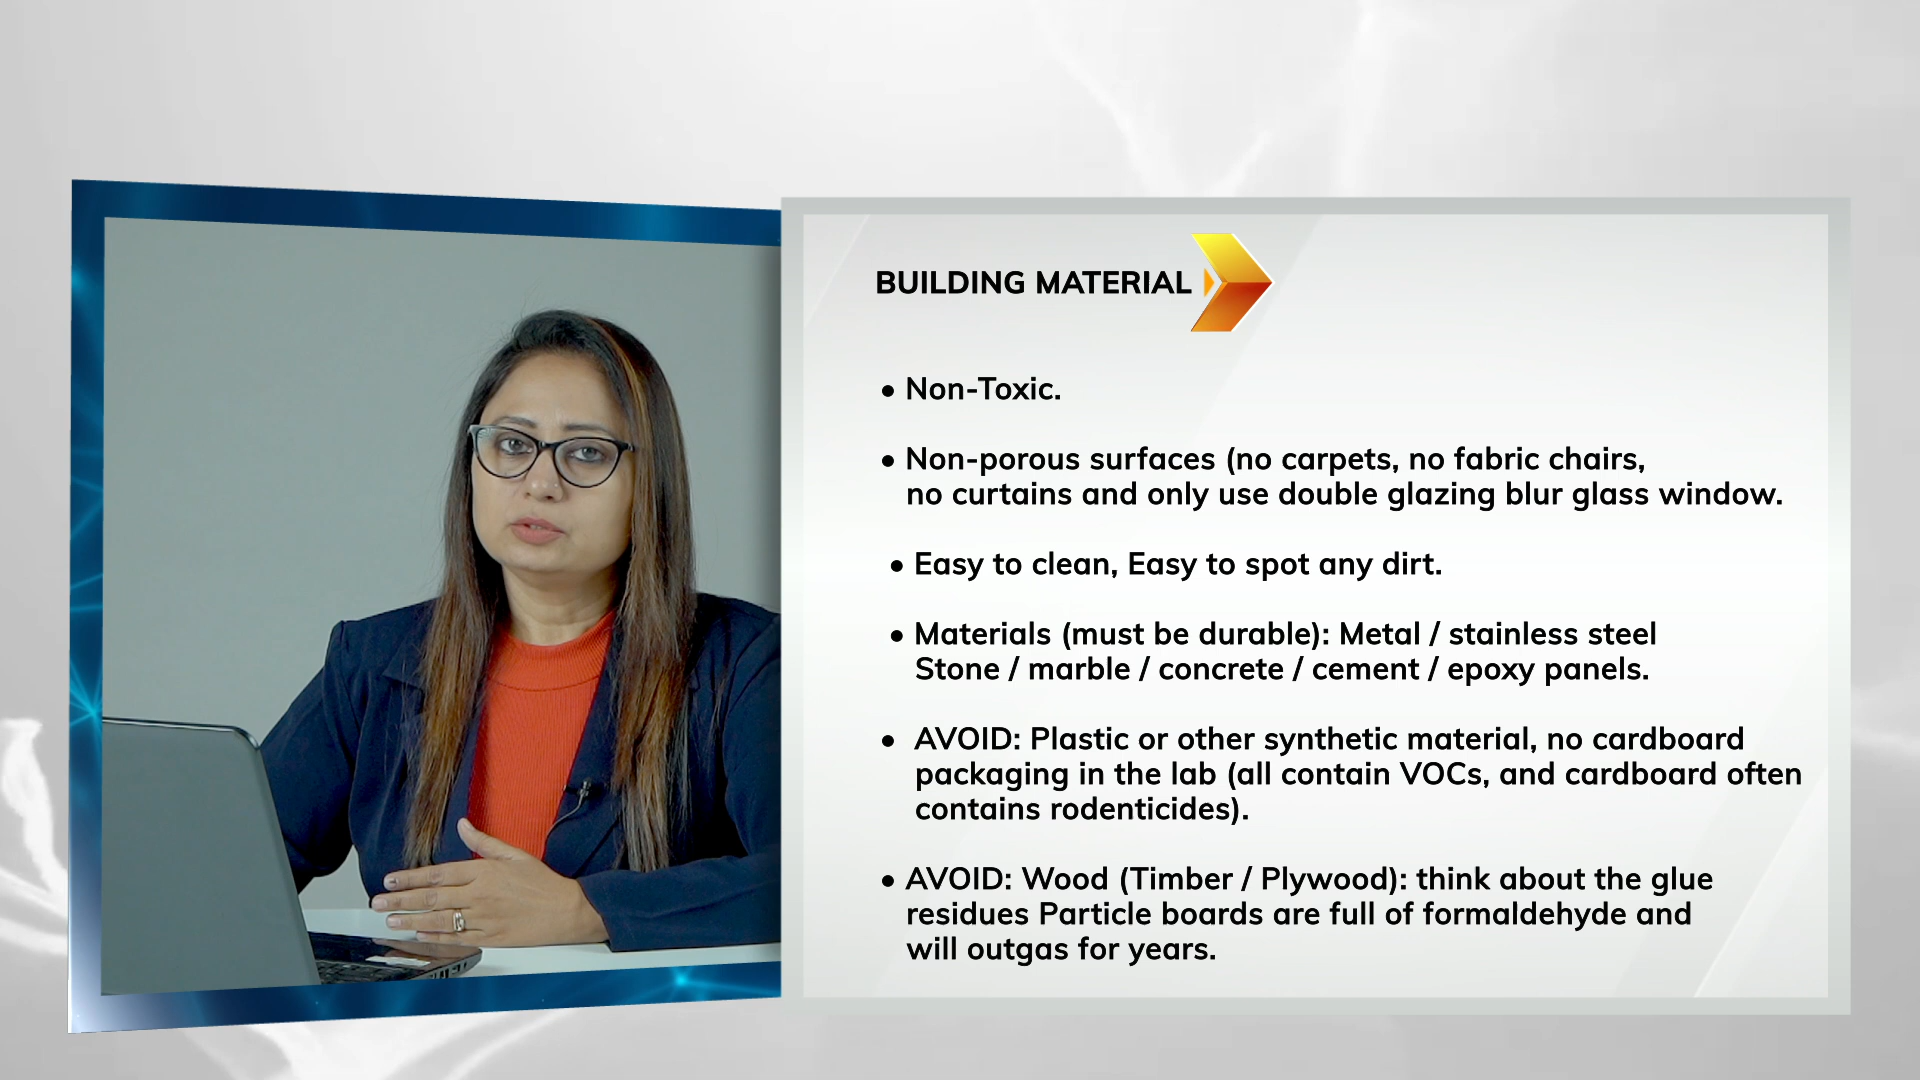 BUILDING MATERIAL
• Non-Toxic.
• Non-porous surfaces (no carpets, no fabric chairs,
no curtains and only use double glazing blur glass window.
• Easy to clean, Easy to spot any dirt.
• Materials (must be durable): Metal / stainless steel
Stone / marble / concrete / cement / epoxy panels.
• AVOID: Plastic or other synthetic material, no cardboard
packaging in the lab (all contain VOCs, and cardboard often
contains rodenticides).
• AVOID: Wood (Timber / Plywood): think about the glue
residues Particle boards are full of formaldehyde and
will outgas for years.